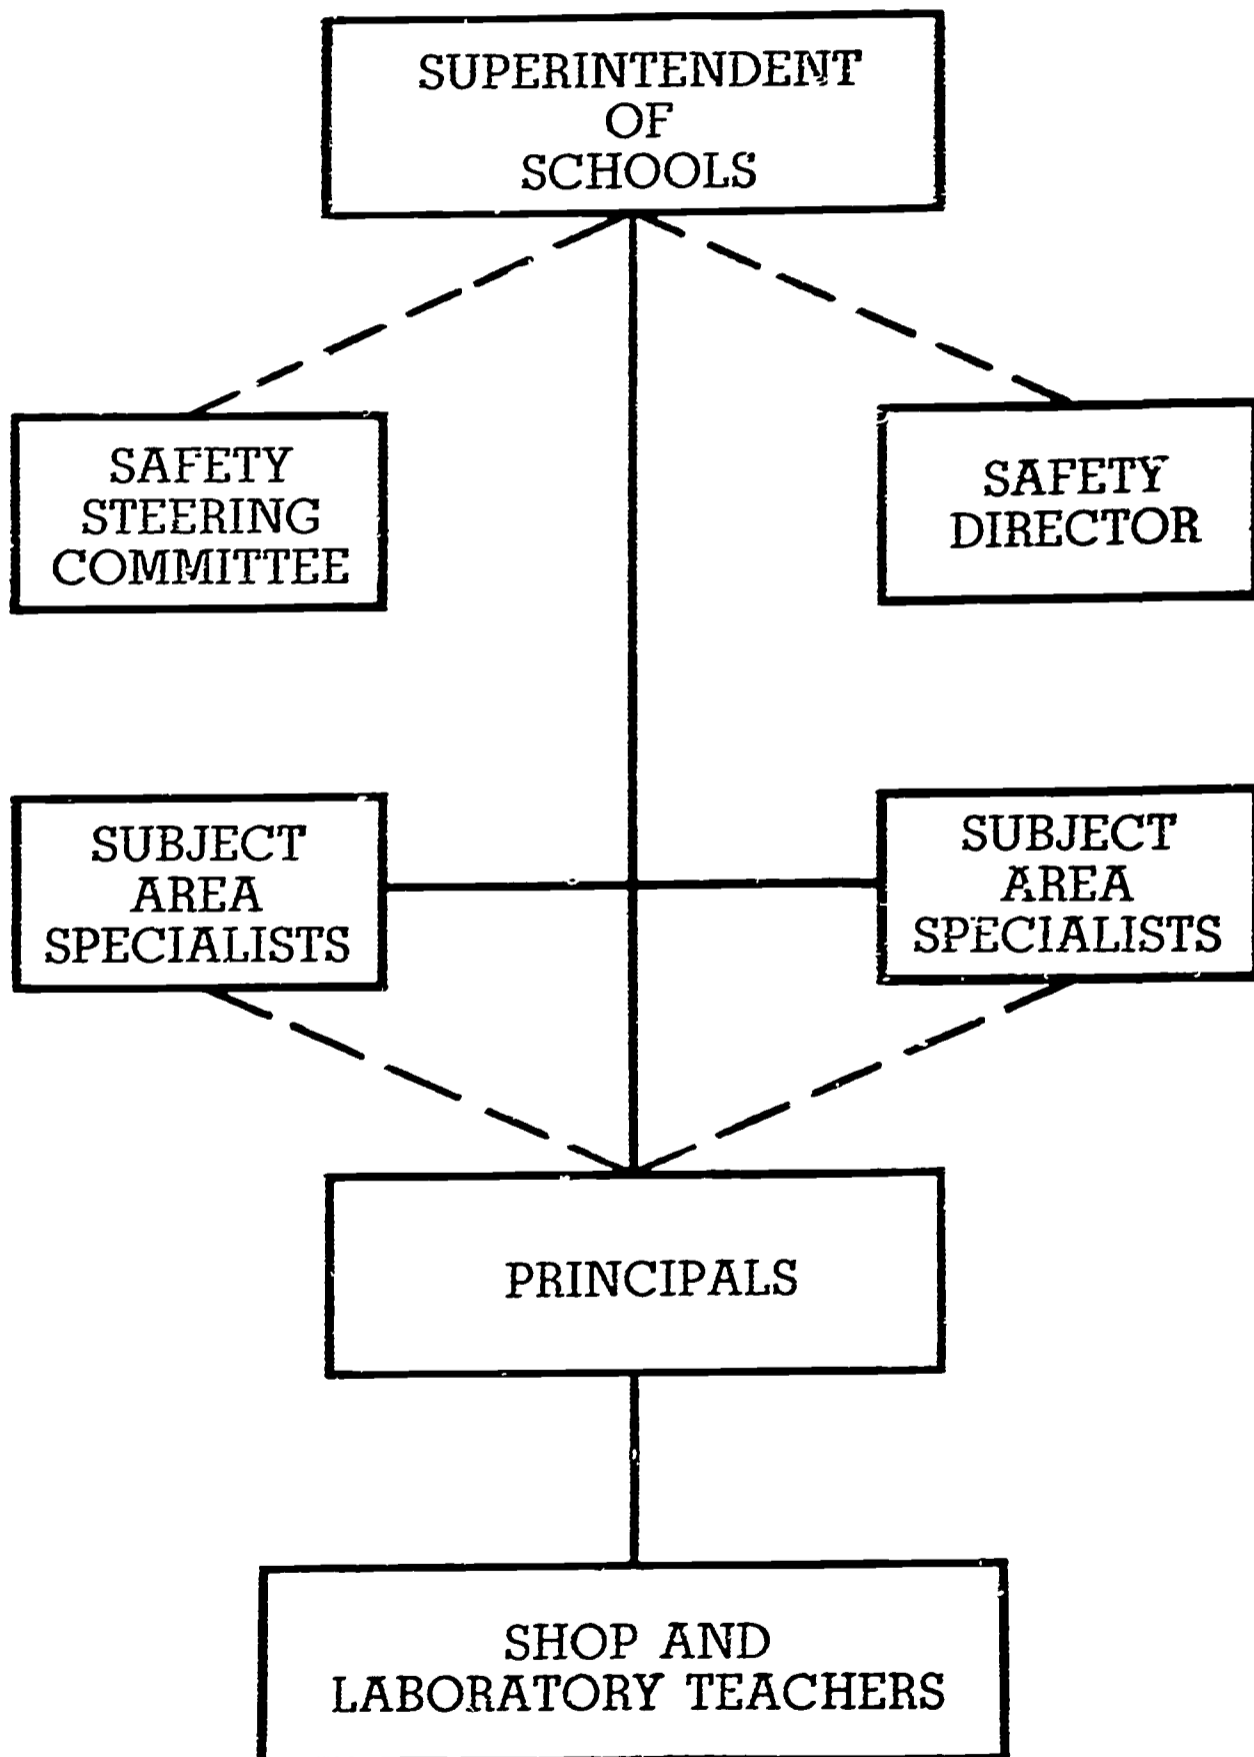 SUPERINTENDENT
OF
SCHOOLS
SAFETY
STEERING
COMMITTEE
SAFETY
DIRECTOR
SUBJECT
AREA
SPECIALISTS
SUBJECT
AREA
SPECIALISTS
PRINCIPALS
SHOP AND
LABORATORY TEACHERS